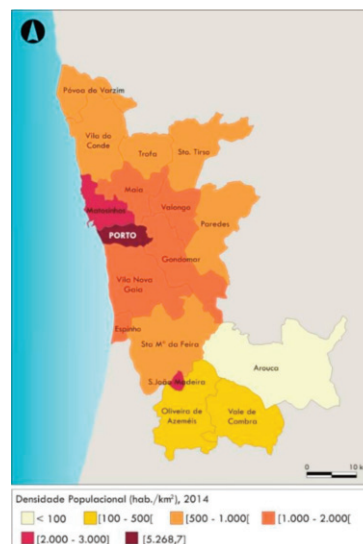 Póvoa do Varzim
Vila do
Conde
Trofa
Sto. Tirso
Maia
Matosinhos
Valongo
Paredes
PORTO
Gondomar
Vila Nova
Gaia
Espinho
Sta Mª da Feira
Arouca
S.João Madeira
Oliveira de
Azeméis
Vale de
Cambra
0 10 k
Densidade Populacional (hab./km²), 2014
< 100
[100 - 500[
[500 - 1.000[
[1.000 - 2.000[
[2.000 - 3.000]
[5.268,7]